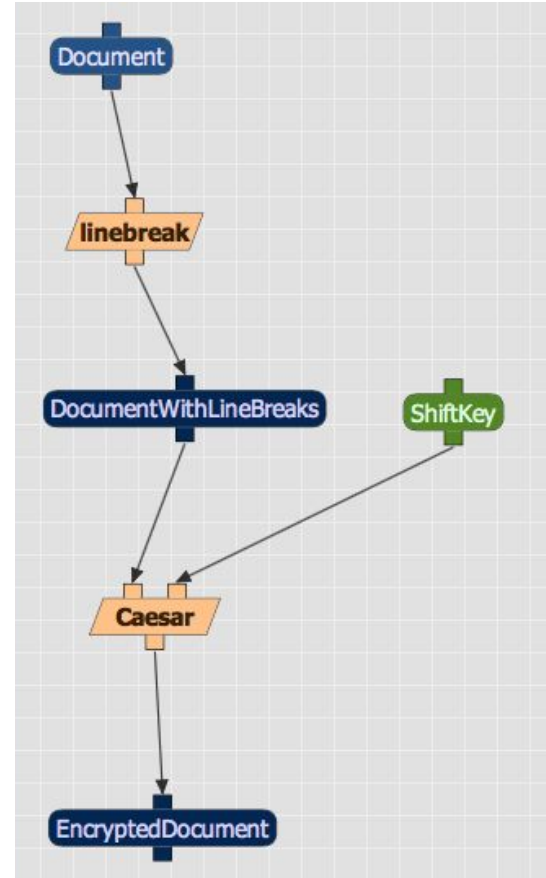 Document
linebreak
DocumentWithLineBreaks
ShiftKey
Caesar
EncryptedDocument